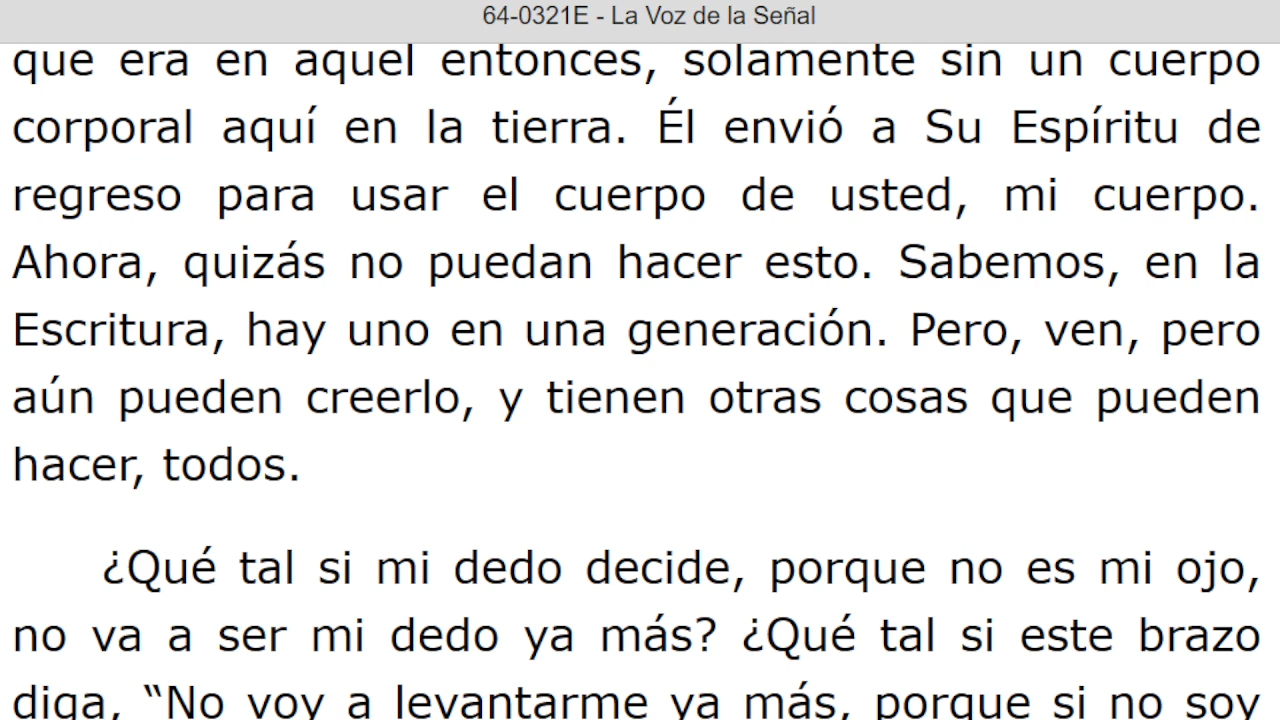 64-0321E - La Voz de la Señal
que era en aquel entonces, solamente sin un cuerpo
corporal aquí en la tierra. Él envió a Su Espíritu de
regreso para usar el cuerpo de usted, mi cuerpo.
Ahora, quizás no puedan hacer esto. Sabemos, en la
Escritura, hay uno en una generación. Pero, ven, pero
aún pueden creerlo, y tienen otras cosas que pueden
hacer, todos.
¿Qué tal si mi dedo decide, porque no es mi ojo,
no va a ser mi dedo ya más? ¿Qué tal si este brazo
diga, “No voy a levantarme ya más, porque si no soy